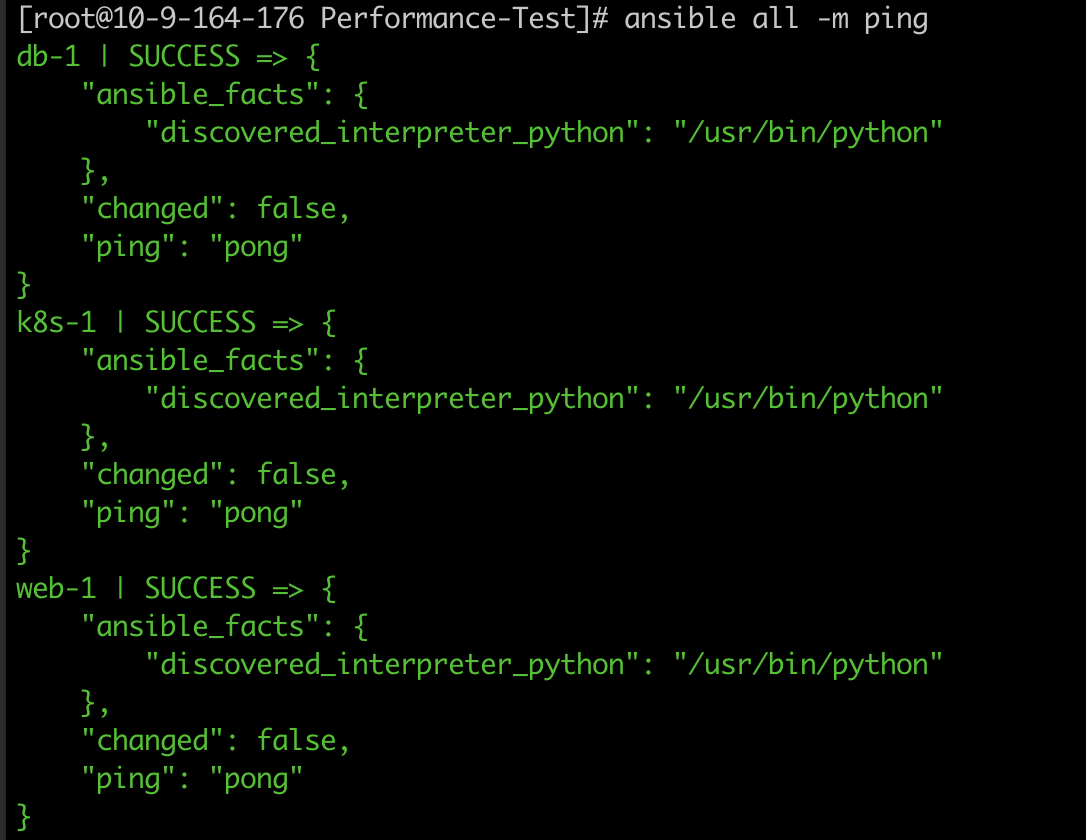 [root@10-9-164-176 Performance-Test]# ansible all -m ping
db-1 | SUCCESS => {
    "ansible_facts": {
        "discovered_interpreter_python": "/usr/bin/python"
    },
    "changed": false,
    "ping": "pong"
}
k8s-1 | SUCCESS => {
    "ansible_facts": {
        "discovered_interpreter_python": "/usr/bin/python"
    },
    "changed": false,
    "ping": "pong"
}
web-1 | SUCCESS => {
    "ansible_facts": {
        "discovered_interpreter_python": "/usr/bin/python"
    },
    "changed": false,
    "ping": "pong"
}